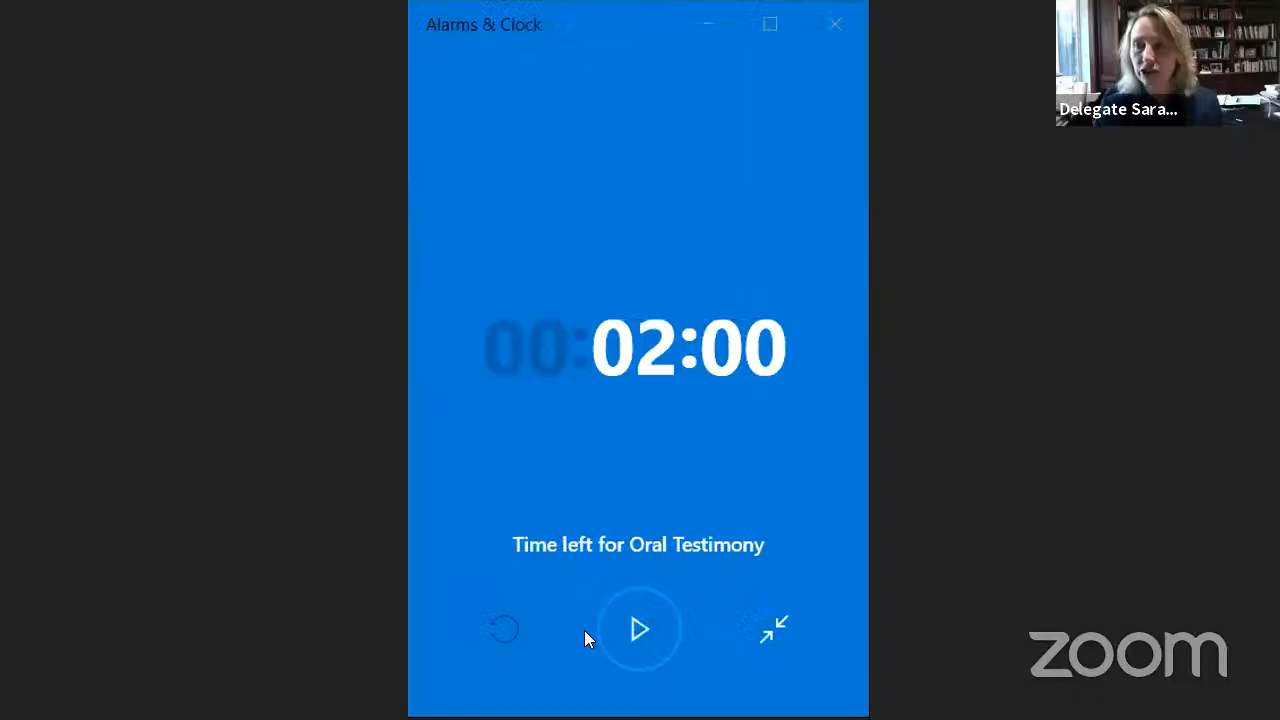 Alarms & Clock
Delegate Sara...
00:02:00
Time left for Oral Testimony
zoom